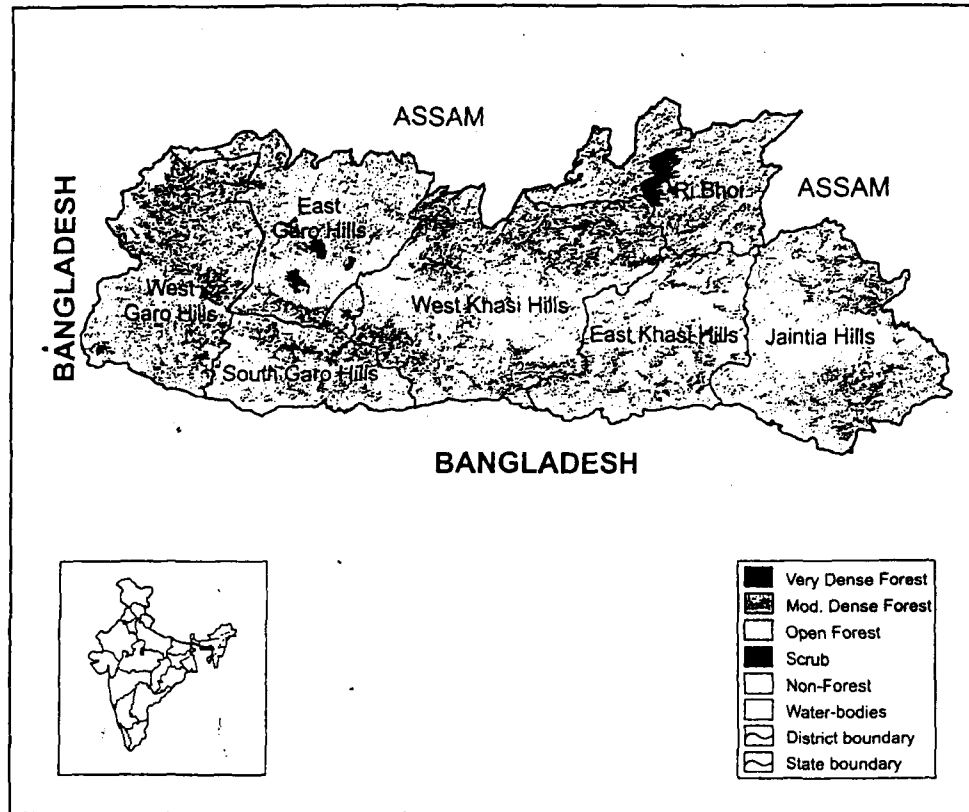 ASSAM
BANGLADESH
East
Garo Hills
Ri Bhoi
ASSAM
West
Garo Hills
West Khasi Hills
East Khasi Hills
Jaintia Hills
South Garo Hills
BANGLADESH
Very Dense Forest
Mod. Dense Forest
Open Forest
Scrub
Non-Forest
Water-bodies
District boundary
State boundary